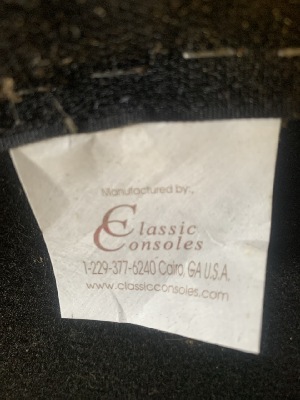 Manufactured by:,
Classic
Consoles
1-229-377-6240 Cairo, GA U.S.A.
www.classicconsoles.com